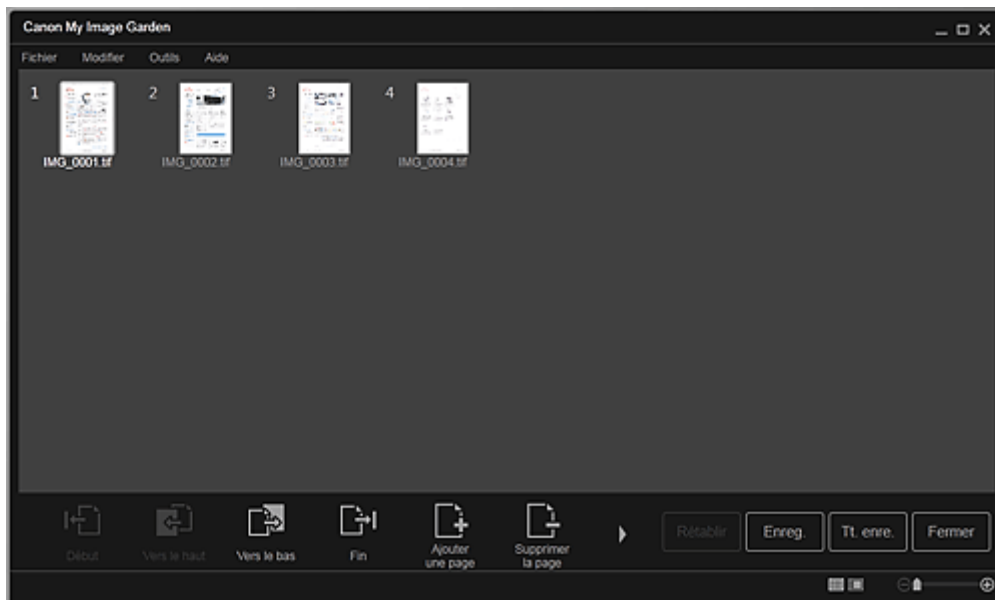 Canon My Image Garden
Fichier Modifier Outils Aide
1 2 3 4
IMG_0001.tif IMG_0002.tif IMG_0003.tif IMG_0004.tif
Début Vers le haut Vers le bas Fin Ajouter une page Supprimer la page Rétablir Enreg. Tt. enre. Fermer